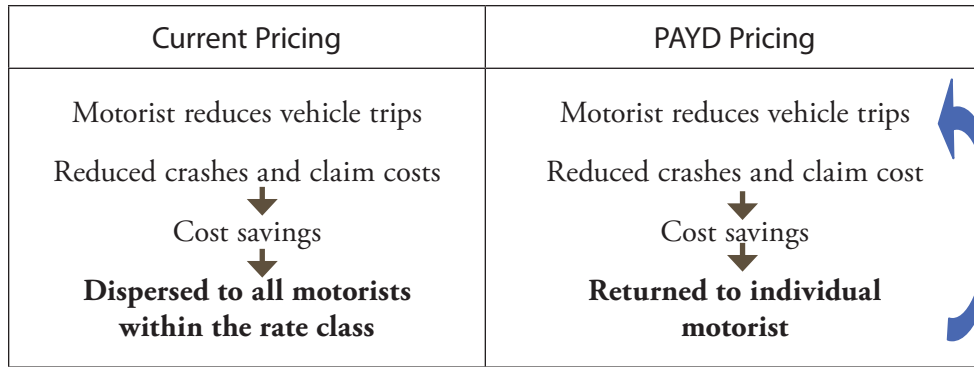 Current Pricing
PAYD Pricing
Motorist reduces vehicle trips
Reduced crashes and claim costs
Cost savings
Dispersed to all motorists
within the rate class
Motorist reduces vehicle trips
Reduced crashes and claim cost
Cost savings
Returned to individual
motorist